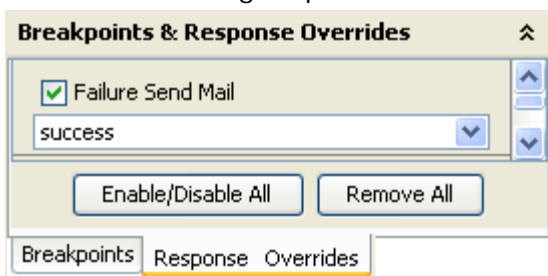 Breakpoints & Response Overrides
Failure Send Mail
success
Enable/Disable All Remove All
Breakpoints Response Overrides